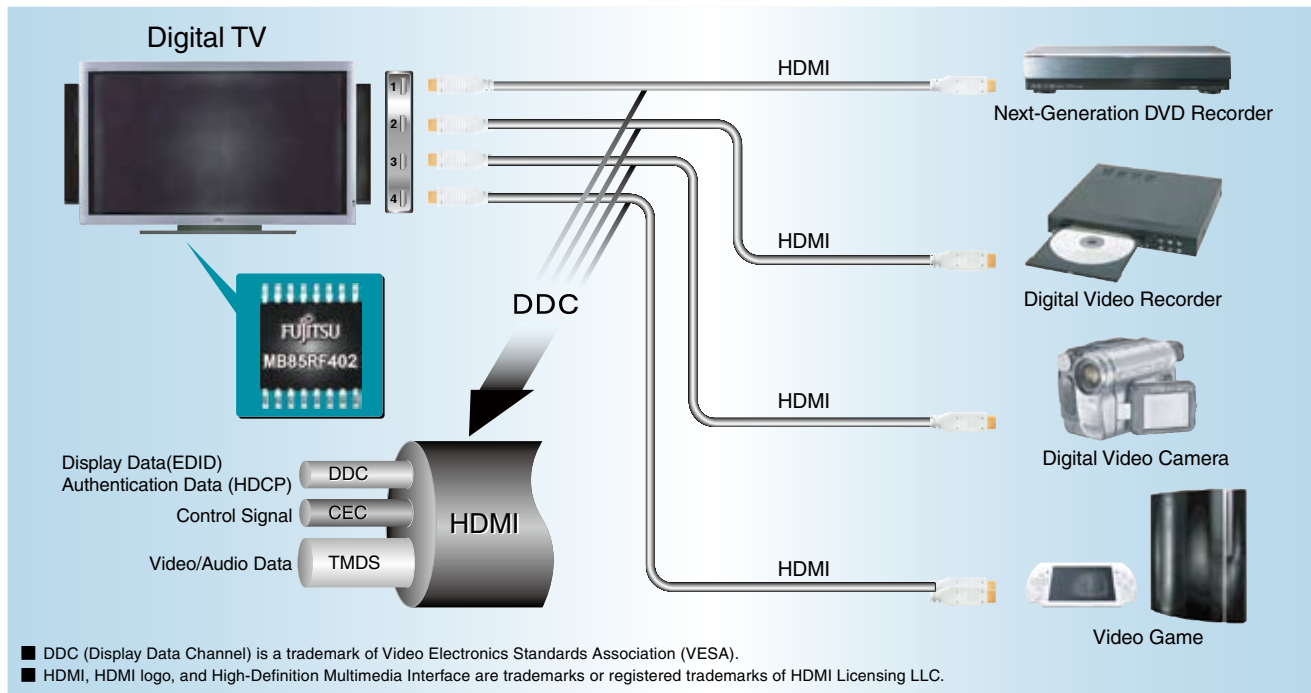 Digital TV
1
2
3
4
HDMI
Next-Generation DVD Recorder
HDMI
Digital Video Recorder
DDC
FUJITSU
MB85RF402
HDMI
Digital Video Camera
Display Data(EDID)
Authentication Data (HDCP)
DDC
Control Signal
CEC
HDMI
Video/Audio Data
TMDS
HDMI
Video Game
■ DDC (Display Data Channel) is a trademark of Video Electronics Standards Association (VESA).
■ HDMI, HDMI logo, and High-Definition Multimedia Interface are trademarks or registered trademarks of HDMI Licensing LLC.